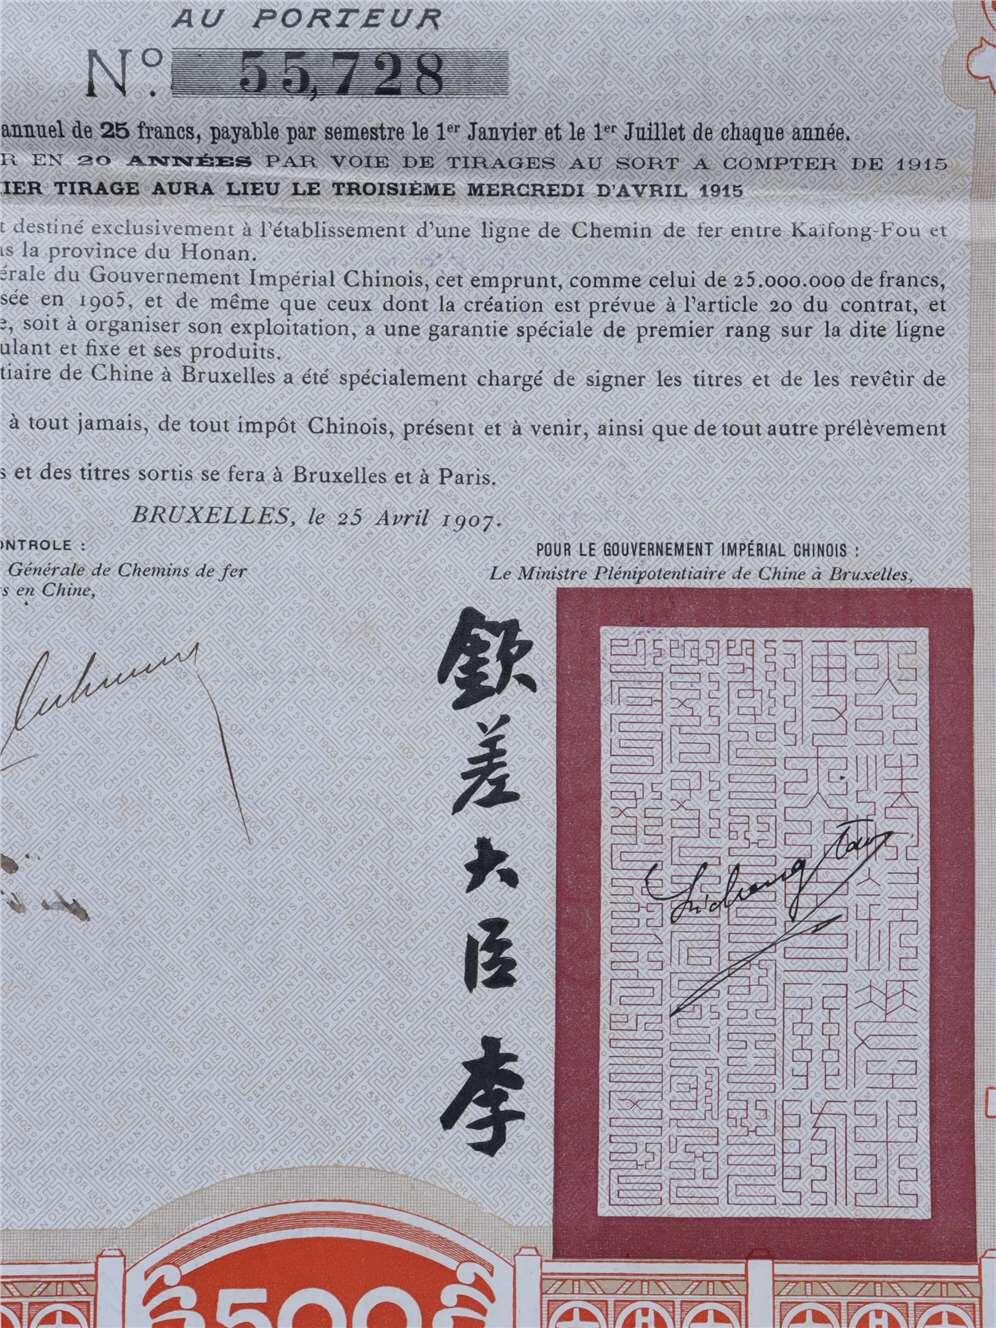 AU PORTEUR
Nº. 55,728
annuel de 25 francs, payable par semestre le 1er Janvier et le 1er Juillet de chaque année.
R EN 20 ANNÉES PAR VOIE DE TIRAGES AU SORT A COMPTER DE 1915
IER TIRAGE AURA LIEU LE TROISIÈME MERCREDI D'AVRIL 1915
t destiné exclusivement à l'établissement d'une ligne de Chemin de fer entre Kaïfong-Fou et
s la province du Honan.
érale du Gouvernement Impérial Chinois, cet emprunt, comme celui de 25.000.000 de francs,
sée en 1905, et de même que ceux dont la création est prévue à l'article 20 du contrat, et
e, soit à organiser son exploitation, a une garantie spéciale de premier rang sur la dite ligne
ulant et fixe et ses produits.
tiaire de Chine à Bruxelles a été spécialement chargé de signer les titres et de les revêtir de
à tout jamais, de tout impôt Chinois, présent et à venir, ainsi que de tout autre prélèvement
s et des titres sortis se fera à Bruxelles et à Paris.
BRUXELLES, le 25 Avril 1907.
ONTROLE :
Générale de Chemins de fer
s en Chine,
POUR LE GOUVERNEMENT IMPÉRIAL CHINOIS :
Le Ministre Plénipotentiaire de Chine à Bruxelles,
欽差大臣李
500